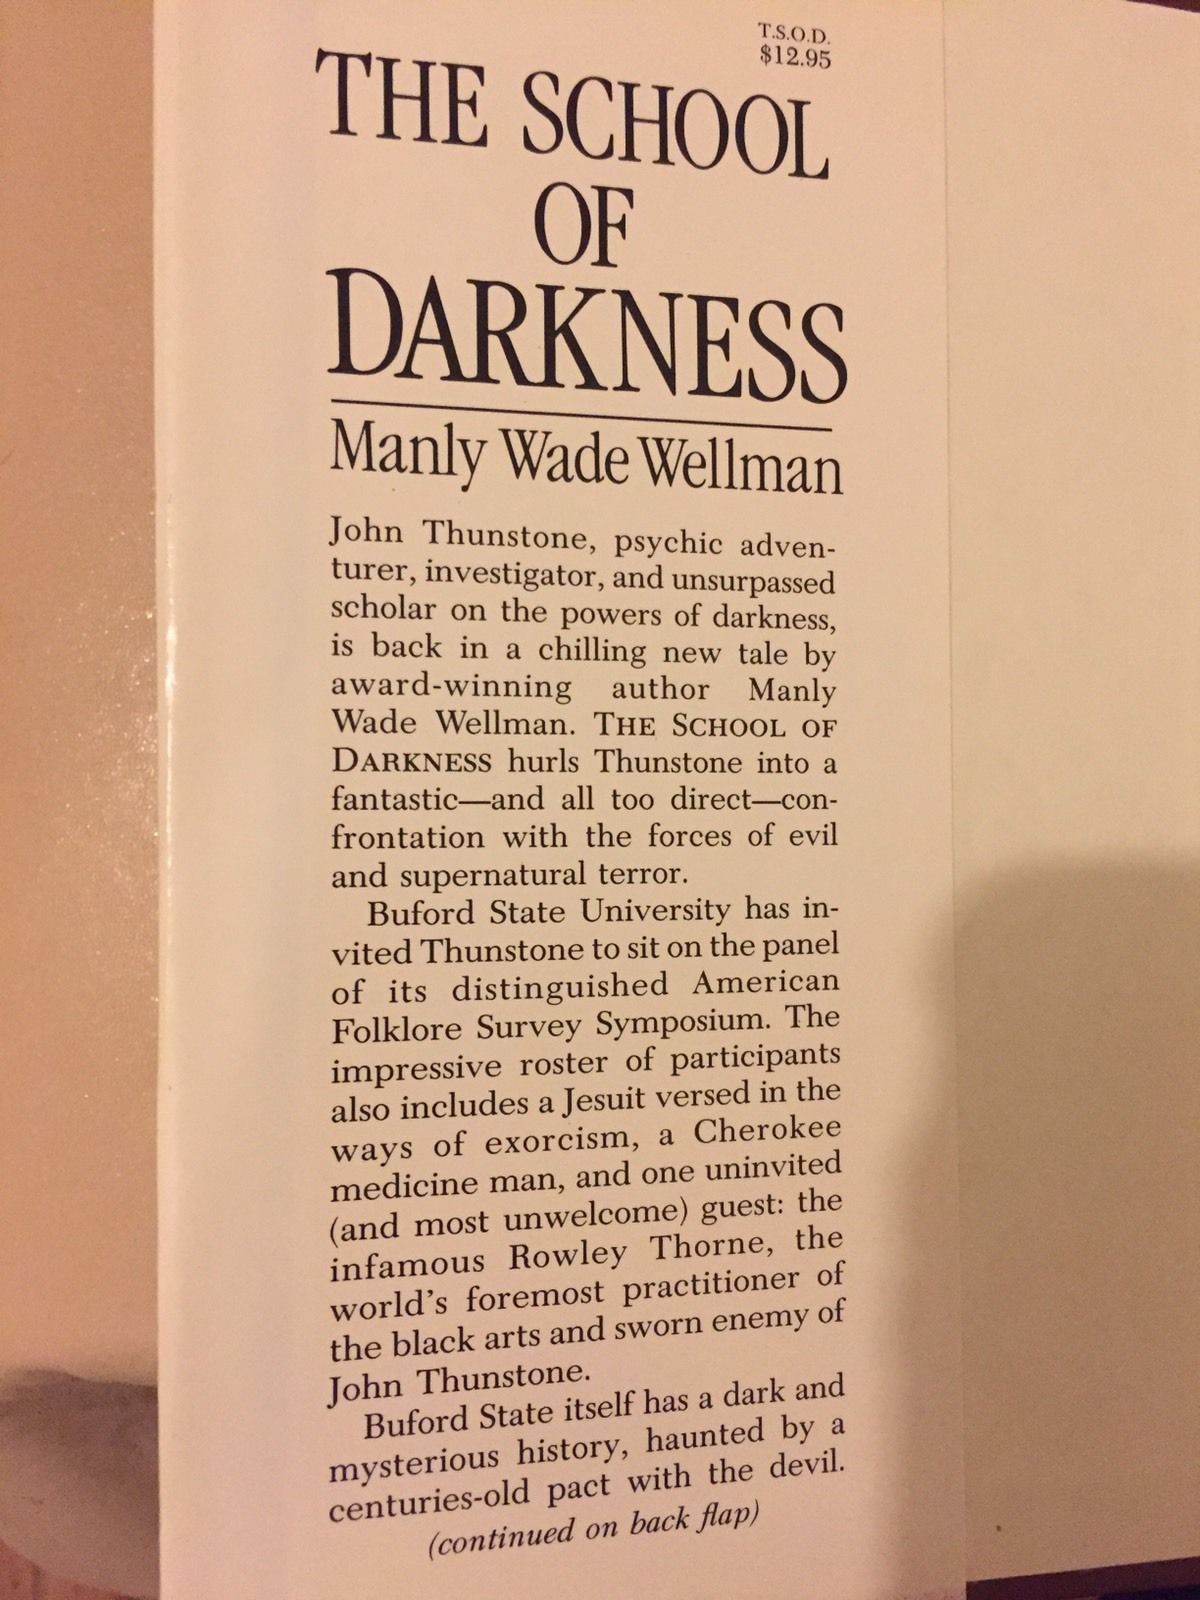 T.S.O.D.
$12.95
THE SCHOOL
OF
DARKNESS
Manly Wade Wellman
John Thunstone, psychic adven-
turer, investigator, and unsurpassed
scholar on the powers of darkness,
is back in a chilling new tale by
award-winning author Manly
Wade Wellman. THE SCHOOL OF
DARKNESS hurls Thunstone into a
fantastic—and all too direct—con-
frontation with the forces of evil
and supernatural terror.
Buford State University has in-
vited Thunstone to sit on the panel
of its distinguished American
Folklore Survey Symposium. The
impressive roster of participants
also includes a Jesuit versed in the
ways of exorcism, a Cherokee
medicine man, and one uninvited
(and most unwelcome) guest: the
infamous Rowley Thorne, the
world's foremost practitioner of
the black arts and sworn enemy of
John Thunstone.
Buford State itself has a dark and
mysterious history, haunted by a
centuries-old pact with the devil.
(continued on back flap)